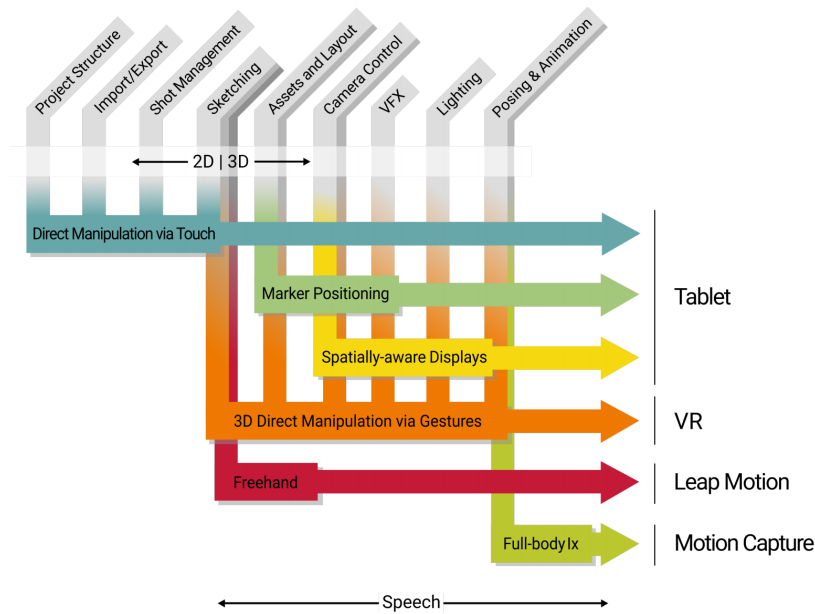 Project Structure
Import/Export
Shot Management
Sketching
Assets and Layout
Camera Control
VFX
Lighting
Posing & Animation
2D | 3D
Direct Manipulation via Touch
Marker Positioning
Tablet
Spatially-aware Displays
3D Direct Manipulation via Gestures
VR
Freehand
Leap Motion
Full-body Ix
Motion Capture
Speech